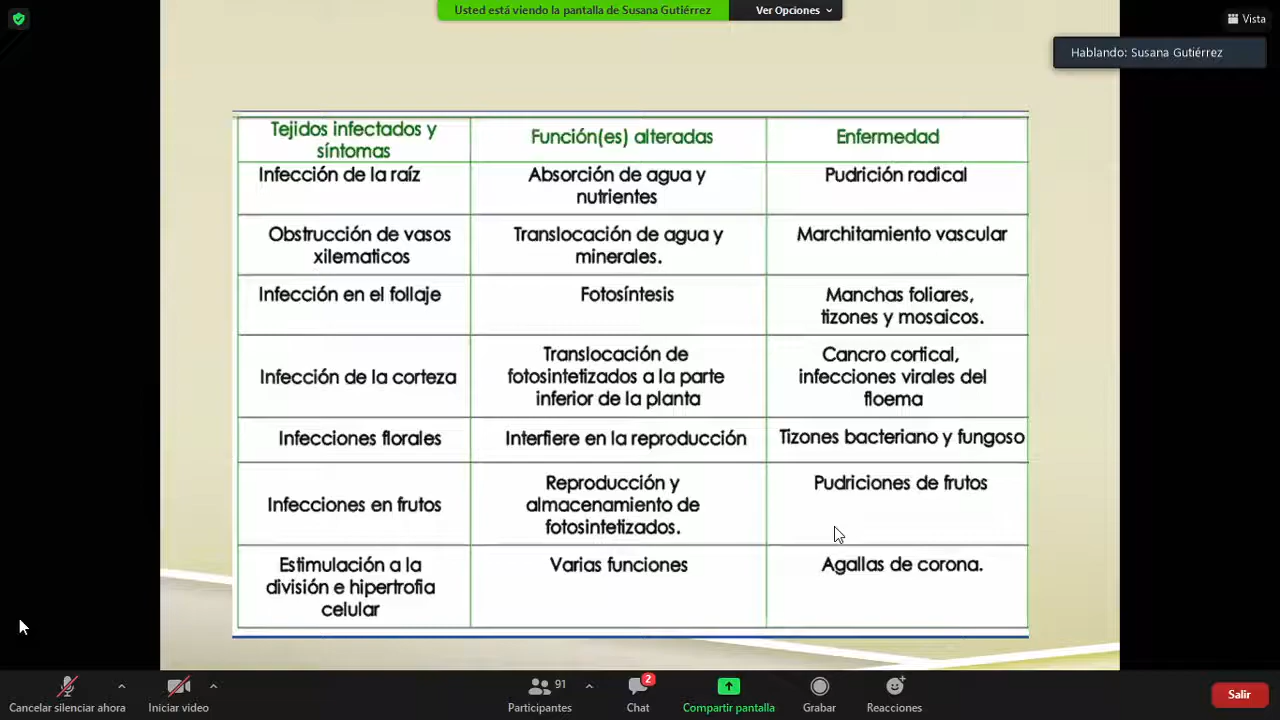 Usted está viendo la pantalla de Susana Gutiérrez
Ver Opciones
Vista
Hablando: Susana Gutiérrez
Tejidos infectados y
síntomas
Función(es) alteradas
Enfermedad
Infección de la raíz
Absorción de agua y
nutrientes
Pudrición radical
Obstrucción de vasos
xilematicos
Translocación de agua y
minerales.
Marchitamiento vascular
Infección en el follaje
Fotosíntesis
Manchas foliares,
tizones y mosaicos.
Infección de la corteza
Translocación de
fotosintetizados a la parte
inferior de la planta
Cancro cortical,
infecciones virales del
floema
Infecciones florales
Interfiere en la reproducción
Tizones bacteriano y fungoso
Infecciones en frutos
Reproducción y
almacenamiento de
fotosintetizados.
Pudriciones de frutos
Estimulación a la
división e hipertrofia
celular
Varias funciones
Agallas de corona.
Cancelar silenciar ahora
Iniciar video
91
Participantes
2
Chat
Compartir pantalla
Grabar
Reacciones
Salir